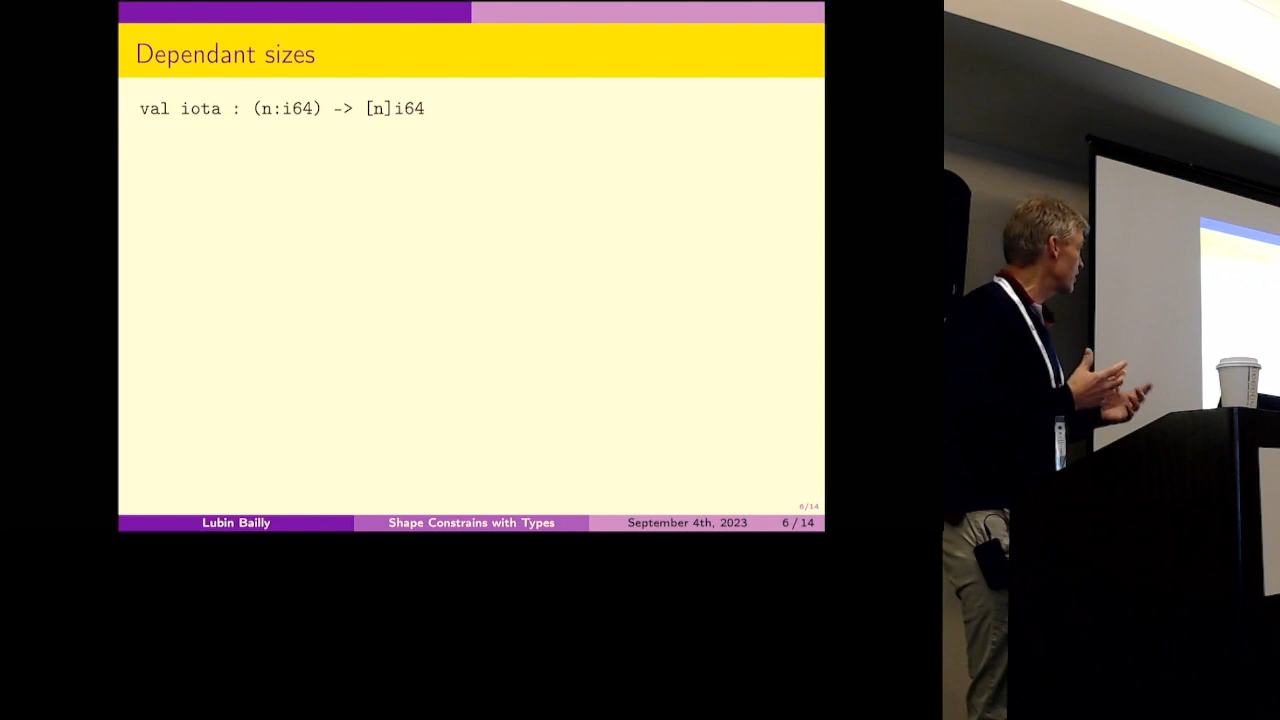 Dependant sizes
val iota : (n:i64) -> [n]i64
6/14
Lubin Bailly Shape Constrains with Types September 4th, 2023 6 / 14